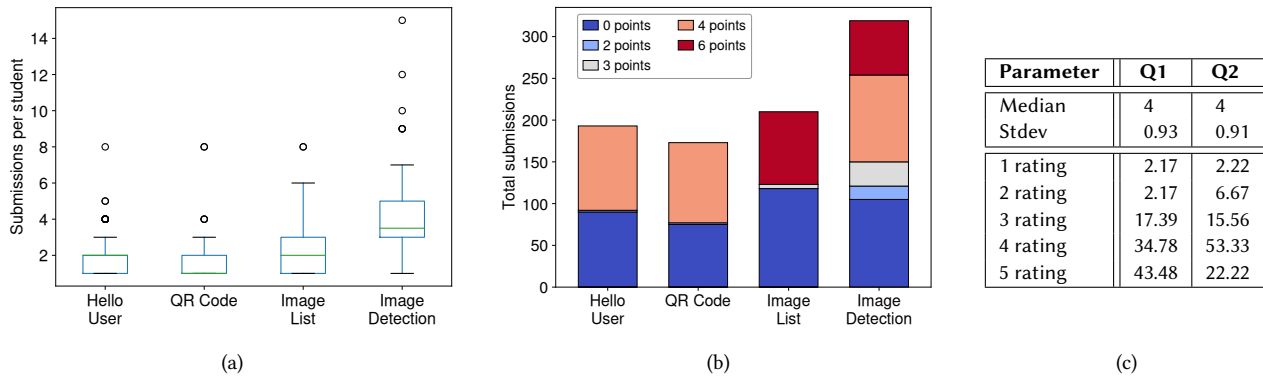 Submissions per student
14
12
10
8
6
4
2
Hello
User
QR Code
Image
List
Image
Detection
(a)
Total submissions
300
250
200
150
100
50
0
0 points
2 points
3 points
4 points
6 points
Hello
User
QR Code
Image
List
Image
Detection
(b)
Parameter Q1 Q2
Median 4 4
Stdev 0.93 0.91
1 rating 2.17 2.22
2 rating 2.17 6.67
3 rating 17.39 15.56
4 rating 34.78 53.33
5 rating 43.48 22.22
(c)